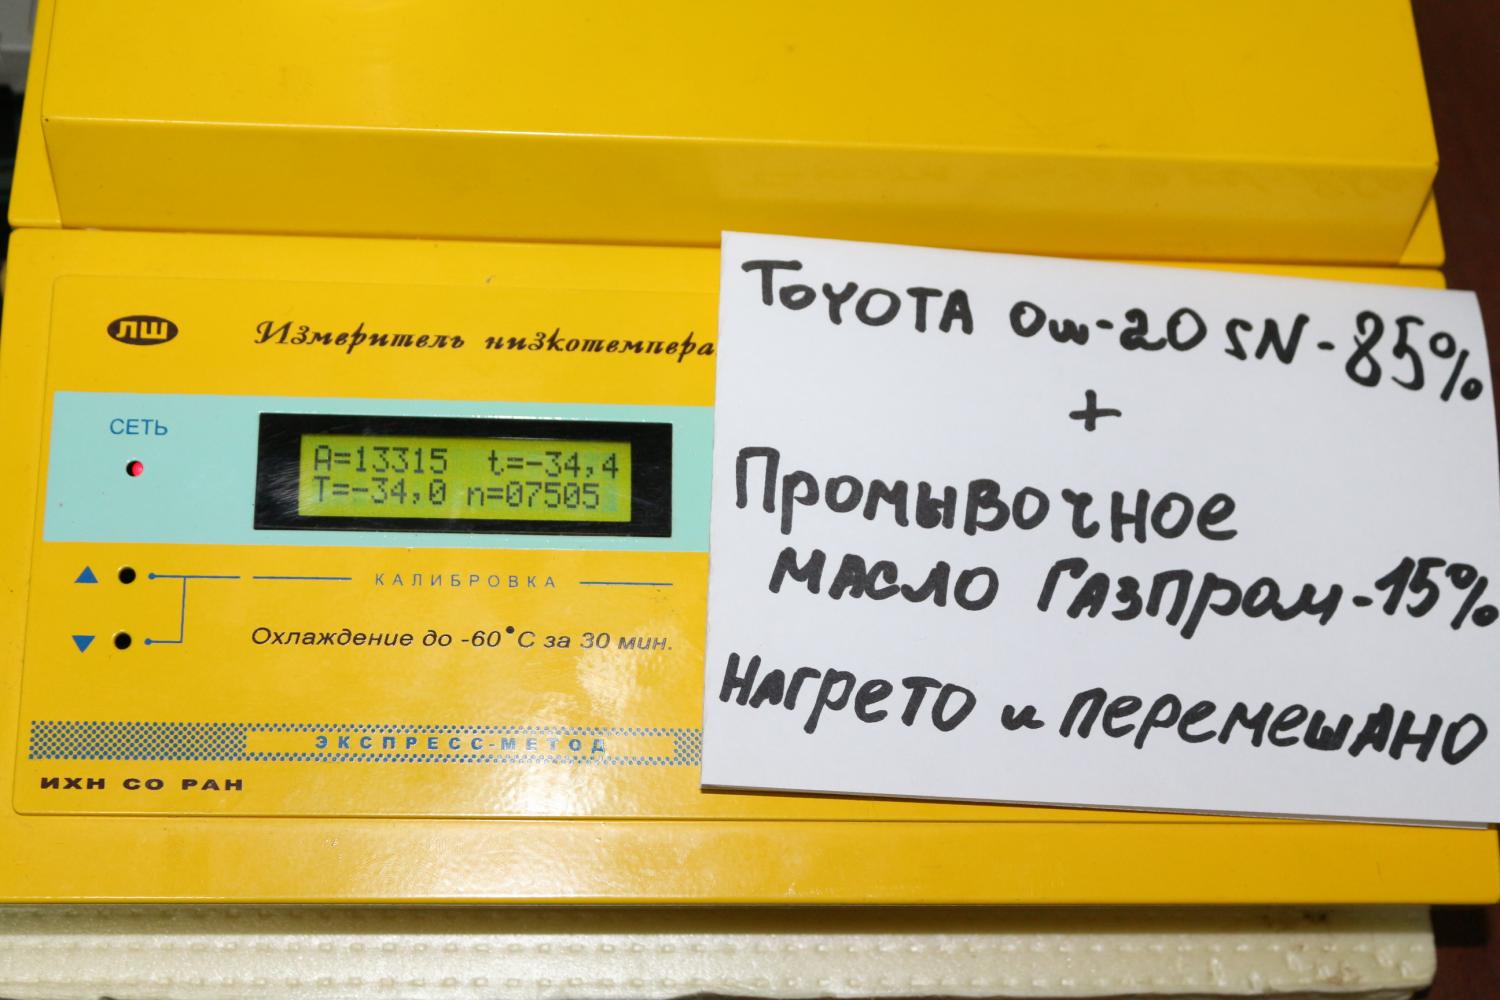 ЛШ
Измеритель низкотемпера
СЕТЬ
A=13315 t=-34,4
T=-34,0 n=07505
КАЛИБРОВКА
Охлаждение до -60°С за 30 мин.
ЭКСПРЕСС-МЕТОД
ИХН СО РАН
TOYOTA 0w-20 SN-85%
+
Промывочное
масло Газпром-15%
Нагрето и перемешано